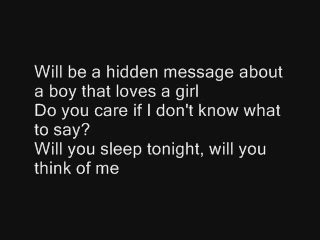 Will be a hidden message about
a boy that loves a girl
Do you care if I don't know what
to say?
Will you sleep tonight, will you
think of me